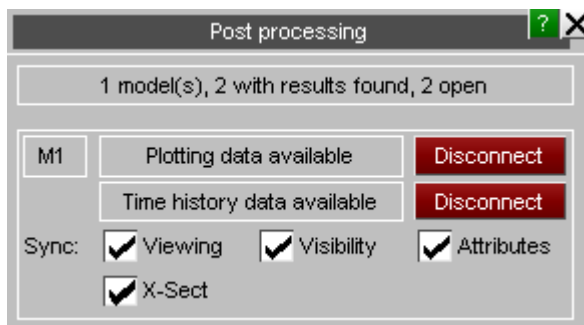 Post processing ? X
1 model(s), 2 with results found, 2 open
M1 Plotting data available Disconnect
Time history data available Disconnect
Sync: Viewing Visibility Attributes
X-Sect